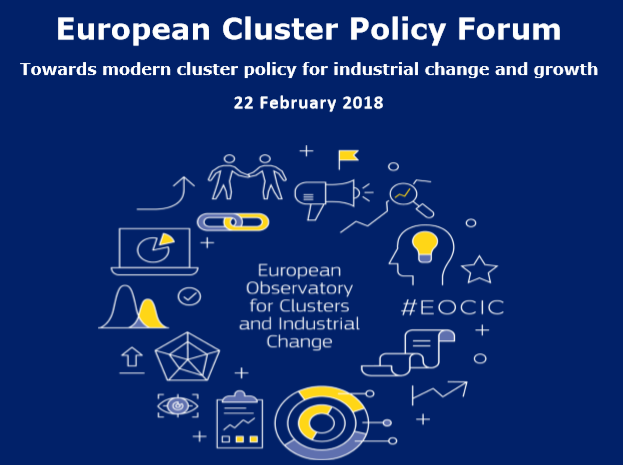 European Cluster Policy Forum
Towards modern cluster policy for industrial change and growth
22 February 2018
European
Observatory
for Clusters
and Industrial
Change
#EOCIC